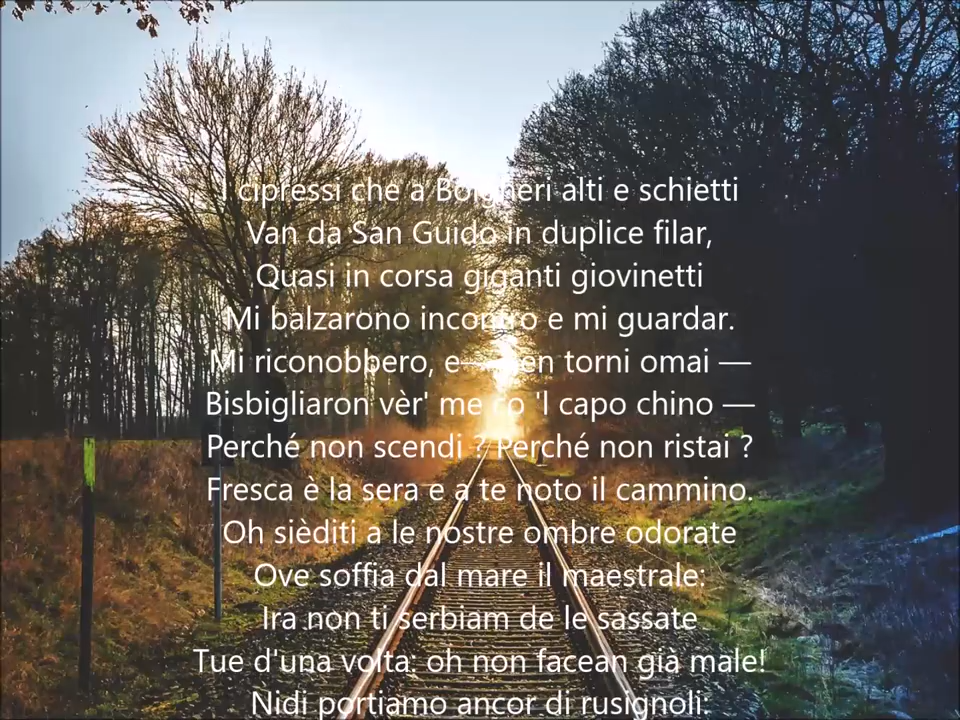 I cipressi che a Bolgheri alti e schietti
Van da San Guido in duplice filar,
Quasi in corsa giganti giovinetti
Mi balzarono incontro e mi guardar.
Mi riconobbero, e— Ben torni omai —
Bisbigliaron vèr' me co 'l capo chino —
Perché non scendi ? Perché non ristai ?
Fresca è la sera e a te noto il cammino.
Oh sièditi a le nostre ombre odorate
Ove soffia dal mare il maestrale:
Ira non ti serbiam de le sassate
Tue d'una volta: oh non facean già male!
Nidi portiamo ancor di rusignoli: